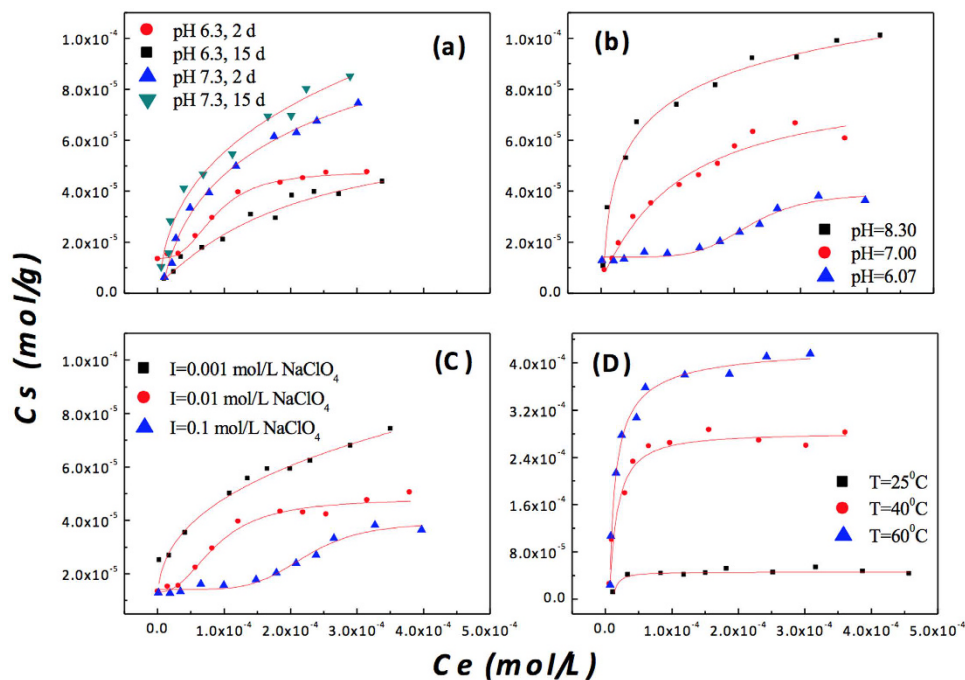 (a)
pH 6.3, 2 d
pH 6.3, 15 d
pH 7.3, 2 d
pH 7.3, 15 d
1.0x10⁻⁴
8.0x10⁻⁵
6.0x10⁻⁵
4.0x10⁻⁵
2.0x10⁻⁵
0.0
(b)
1.0x10⁻⁴
8.0x10⁻⁵
6.0x10⁻⁵
4.0x10⁻⁵
2.0x10⁻⁵
0.0
pH=8.30
pH=7.00
pH=6.07
Cs (mol/g)
(C)
I=0.001 mol/L NaClO₄
I=0.01 mol/L NaClO₄
I=0.1 mol/L NaClO₄
1.0x10⁻⁴
8.0x10⁻⁵
6.0x10⁻⁵
4.0x10⁻⁵
2.0x10⁻⁵
0.0 1.0x10⁻⁴ 2.0x10⁻⁴ 3.0x10⁻⁴ 4.0x10⁻⁴ 5.0x10⁻⁴
(D)
4.0x10⁻⁴
3.2x10⁻⁴
2.4x10⁻⁴
1.6x10⁻⁴
8.0x10⁻⁵
0.0
T=25⁰C
T=40⁰C
T=60⁰C
0.0 1.0x10⁻⁴ 2.0x10⁻⁴ 3.0x10⁻⁴ 4.0x10⁻⁴ 5.0x10⁻⁴
Ce (mol/L)